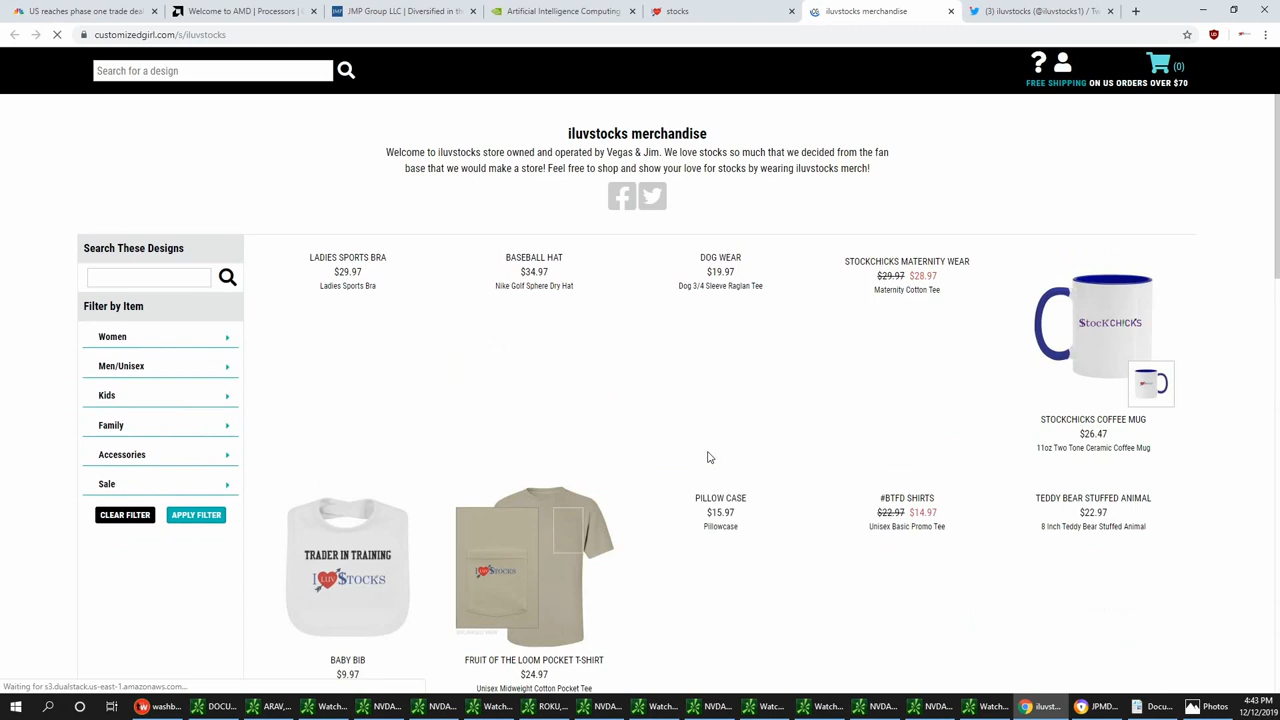 US reaches phase one trade deal
Welcome to AMD | Processors | G
JMP Group LLC | Diversified in th
Artificial Intelligence Computing
stocks
iluvstocks merchandise
(3) iluvstocks (@iluvstocks1) / Tw
customizedgirl.com/s/iluvstocks
Search for a design
(0)
FREE SHIPPING ON US ORDERS OVER $70
iluvstocks merchandise
Welcome to iluvstocks store owned and operated by Vegas & Jim. We love stocks so much that we decided from the fan
base that we would make a store! Feel free to shop and show your love for stocks by wearing iluvstocks merch!
Search These Designs
Filter by Item
Women
Men/Unisex
Kids
Family
Accessories
Sale
CLEAR FILTER
APPLY FILTER
LADIES SPORTS BRA
$29.97
Ladies Sports Bra
BASEBALL HAT
$34.97
Nike Golf Sphere Dry Hat
DOG WEAR
$19.97
Dog 3/4 Sleeve Raglan Tee
STOCKCHICKS MATERNITY WEAR
$29.97 $28.97
Maternity Cotton Tee
$tocKCHICKS
STOCKCHICKS COFFEE MUG
$26.47
11oz Two Tone Ceramic Coffee Mug
TRADER IN TRAINING
I LUV $TOCKS
BABY BIB
$9.97
I LUV $TOCKS
FRUIT OF THE LOOM POCKET T-SHIRT
$24.97
Unisex Midweight Cotton Pocket Tee
PILLOW CASE
$15.97
Pillowcase
#BTFD SHIRTS
$22.97 $14.97
Unisex Basic Promo Tee
TEDDY BEAR STUFFED ANIMAL
$22.97
8 Inch Teddy Bear Stuffed Animal
Waiting for s3.dualstack.us-east-1.amazonaws.com...
washb...
DOCU...
ARAV,...
Watch...
NVDA...
NVDA...
Watch...
ROKU,...
NVDA...
Watc...
NVDA...
NVDA...
Watch...
iluvst...
JPMD...
Docu...
Photos
4:43 PM
12/12/2019